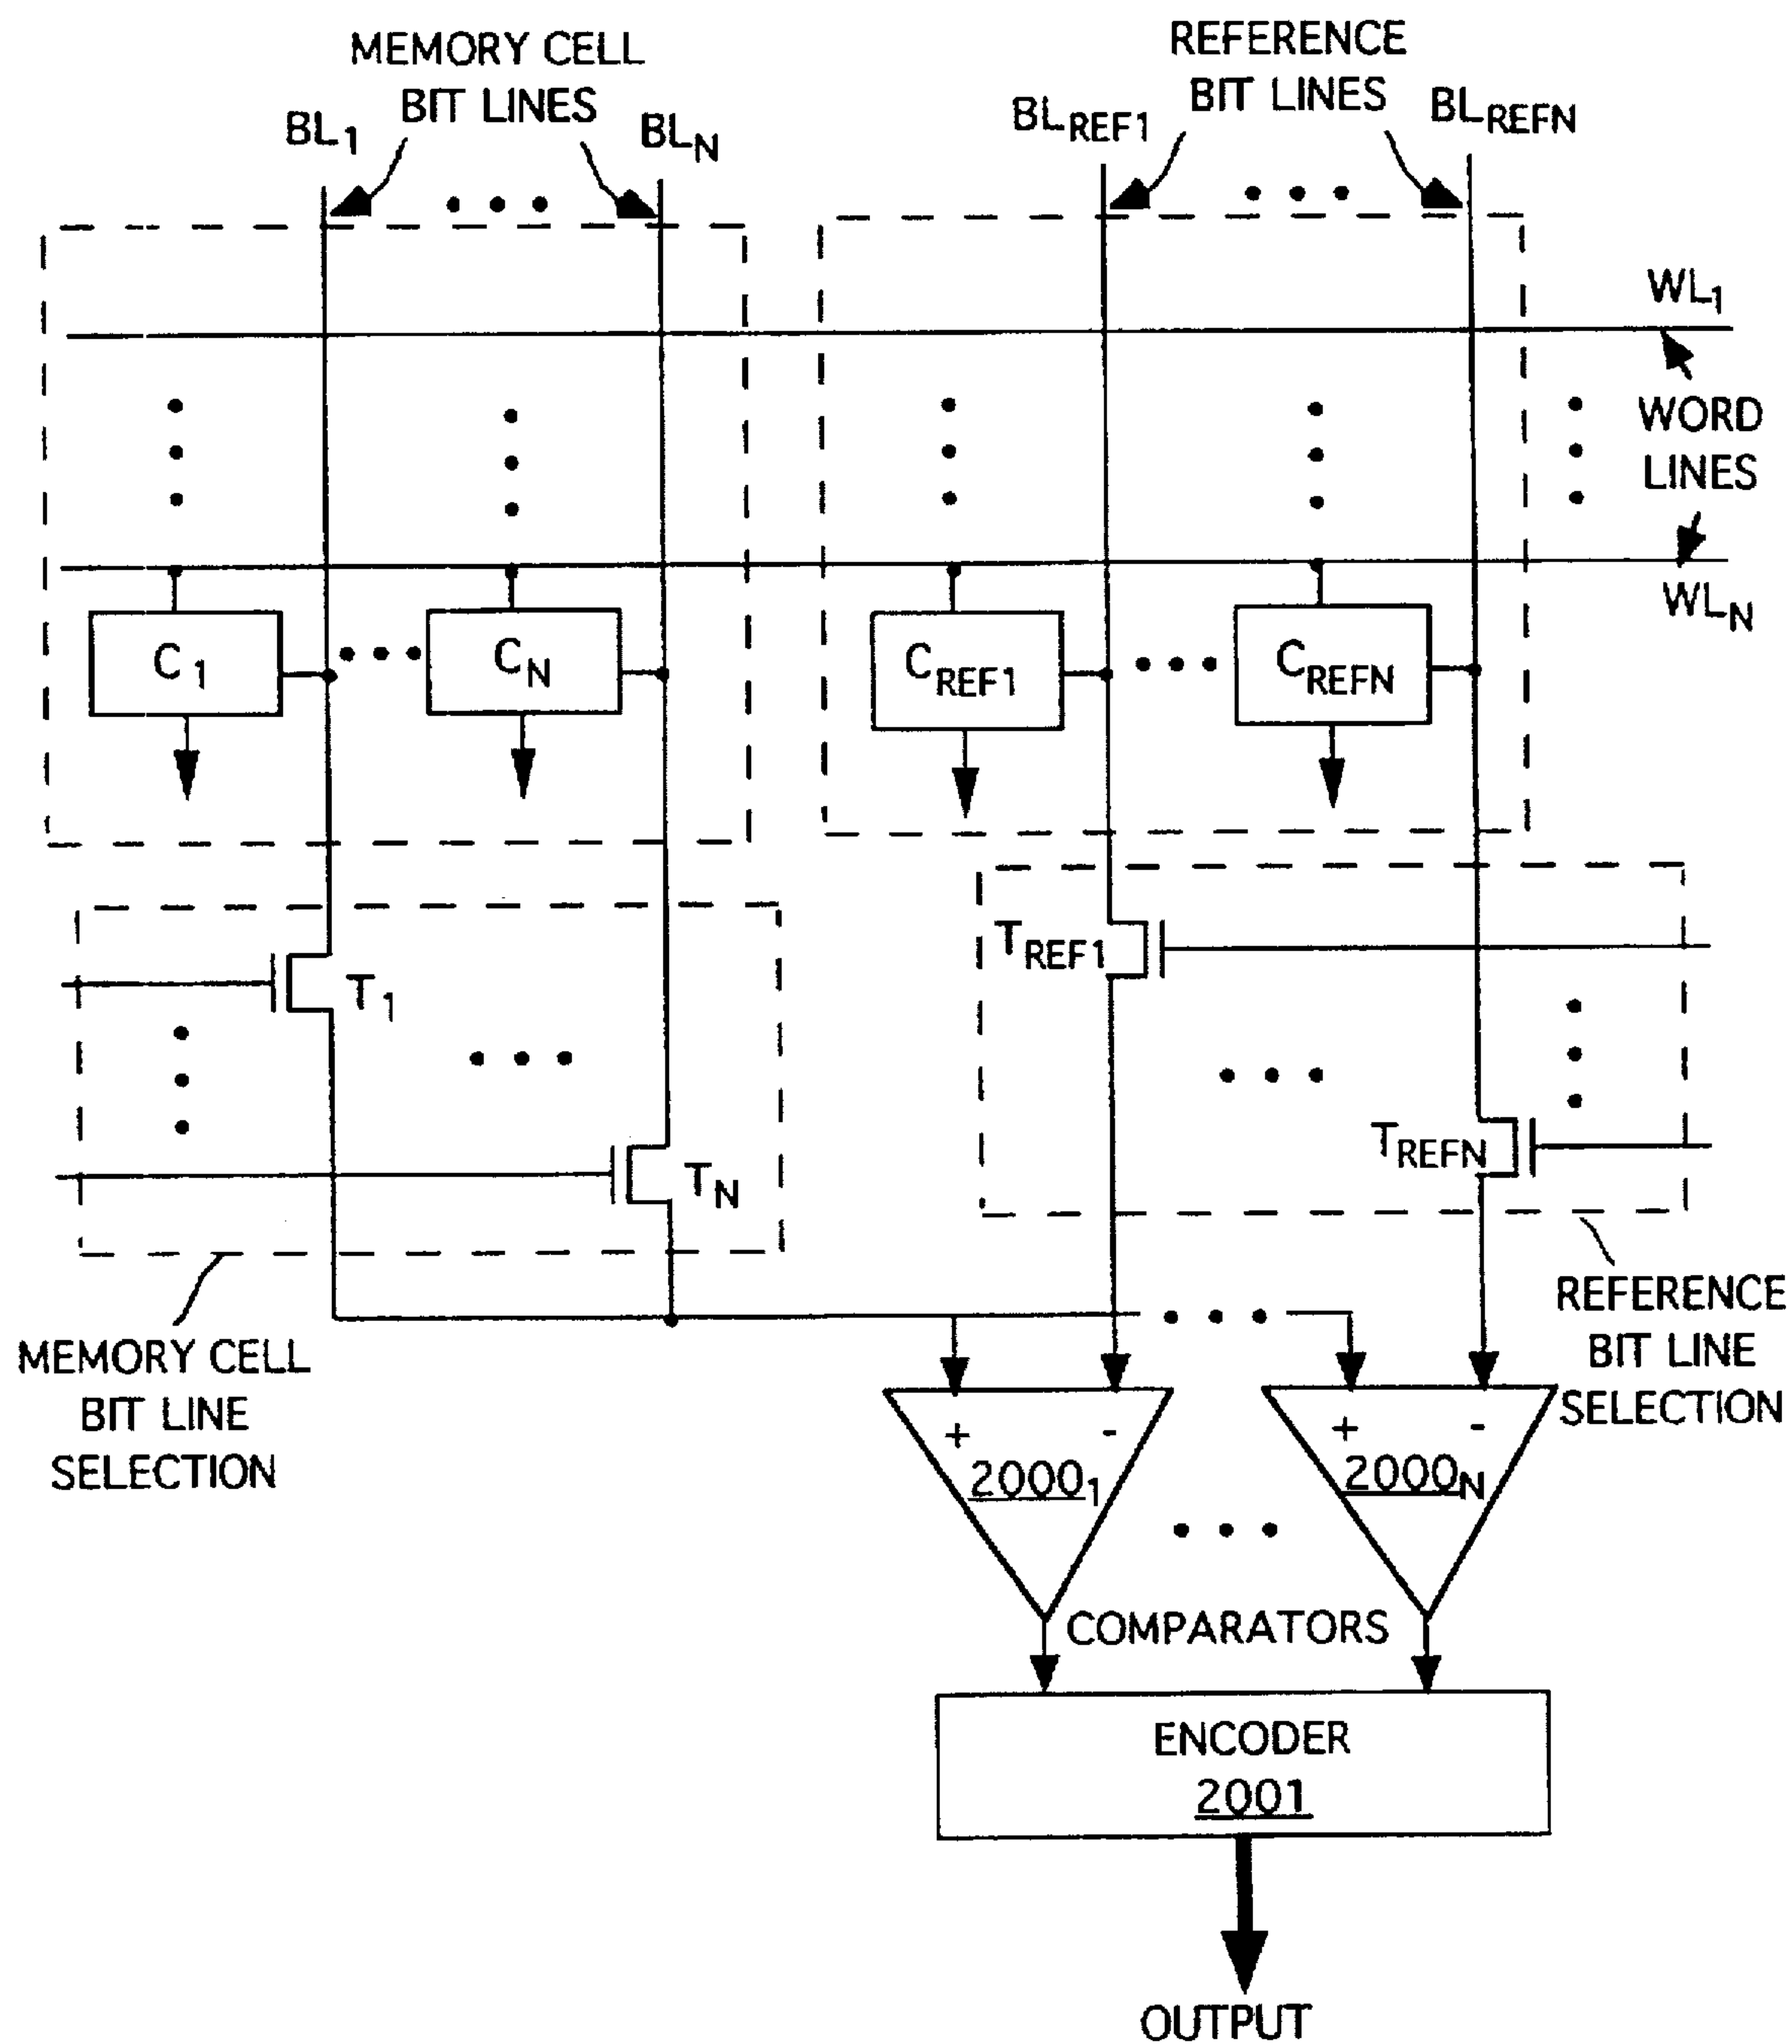 MEMORY CELL
BIT LINES
REFERENCE
BIT LINES
BL1
BLN
BLREF1
BLREFN
WL1
WORD
LINES
WLN
C1
CN
CREF1
CREFN
T1
TN
TREF1
TREFN
MEMORY CELL
BIT LINE
SELECTION
REFERENCE
BIT LINE
SELECTION
+ -
20001
+ -
2000N
COMPARATORS
ENCODER
2001
OUTPUT